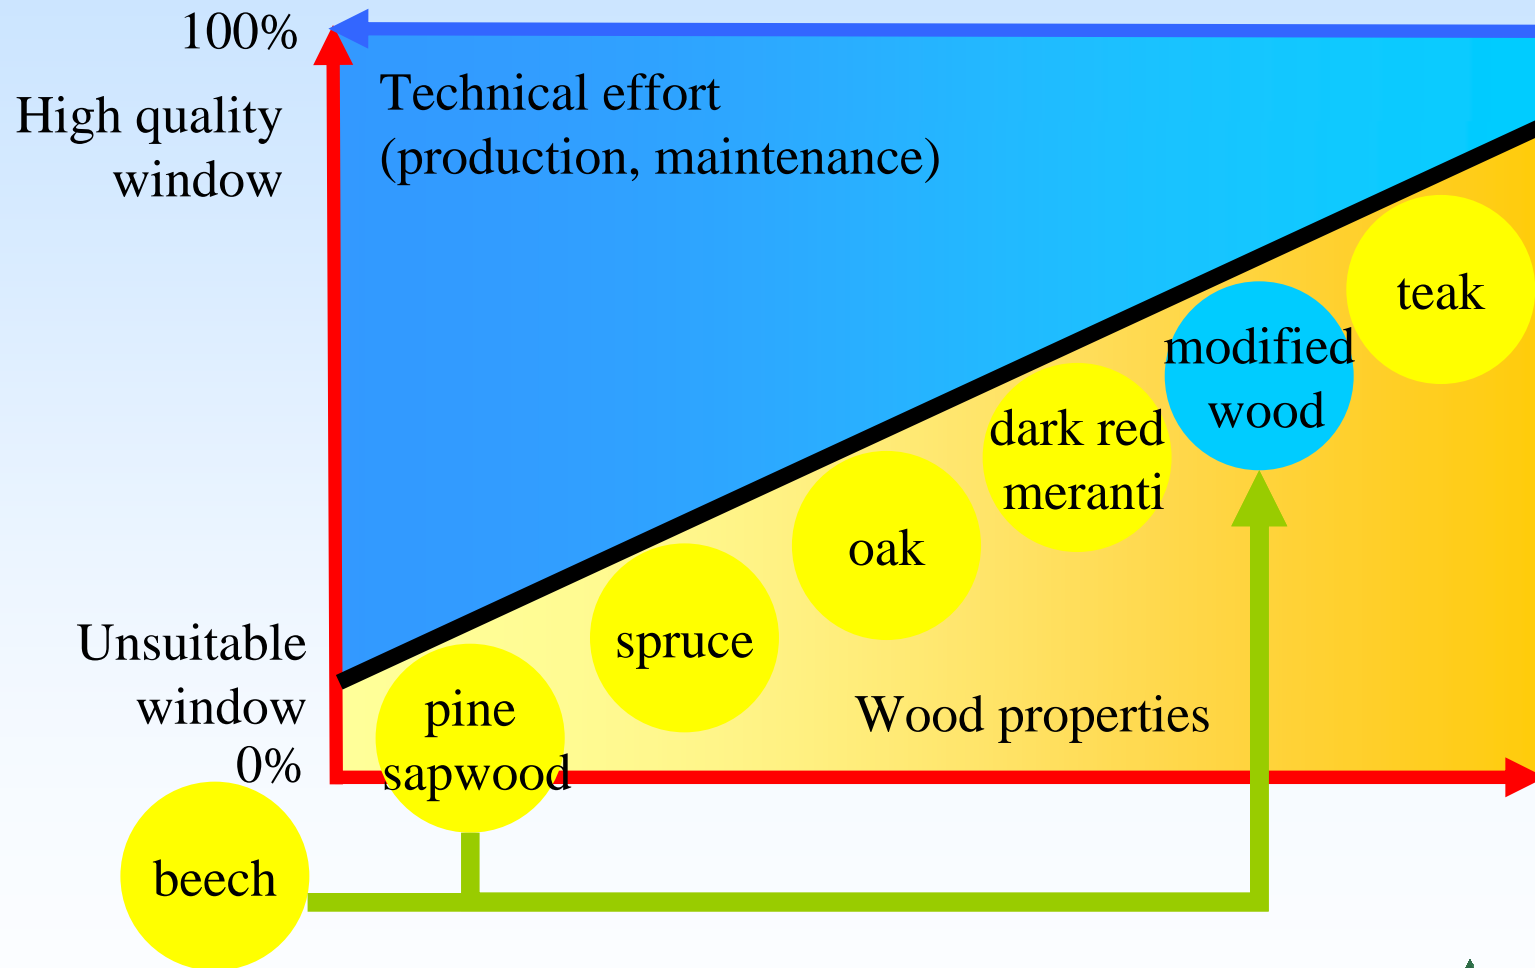 100%
High quality
window
Technical effort
(production, maintenance)
teak
modified
wood
dark red
meranti
oak
spruce
Unsuitable
window
0%
pine
sapwood
Wood properties
beech